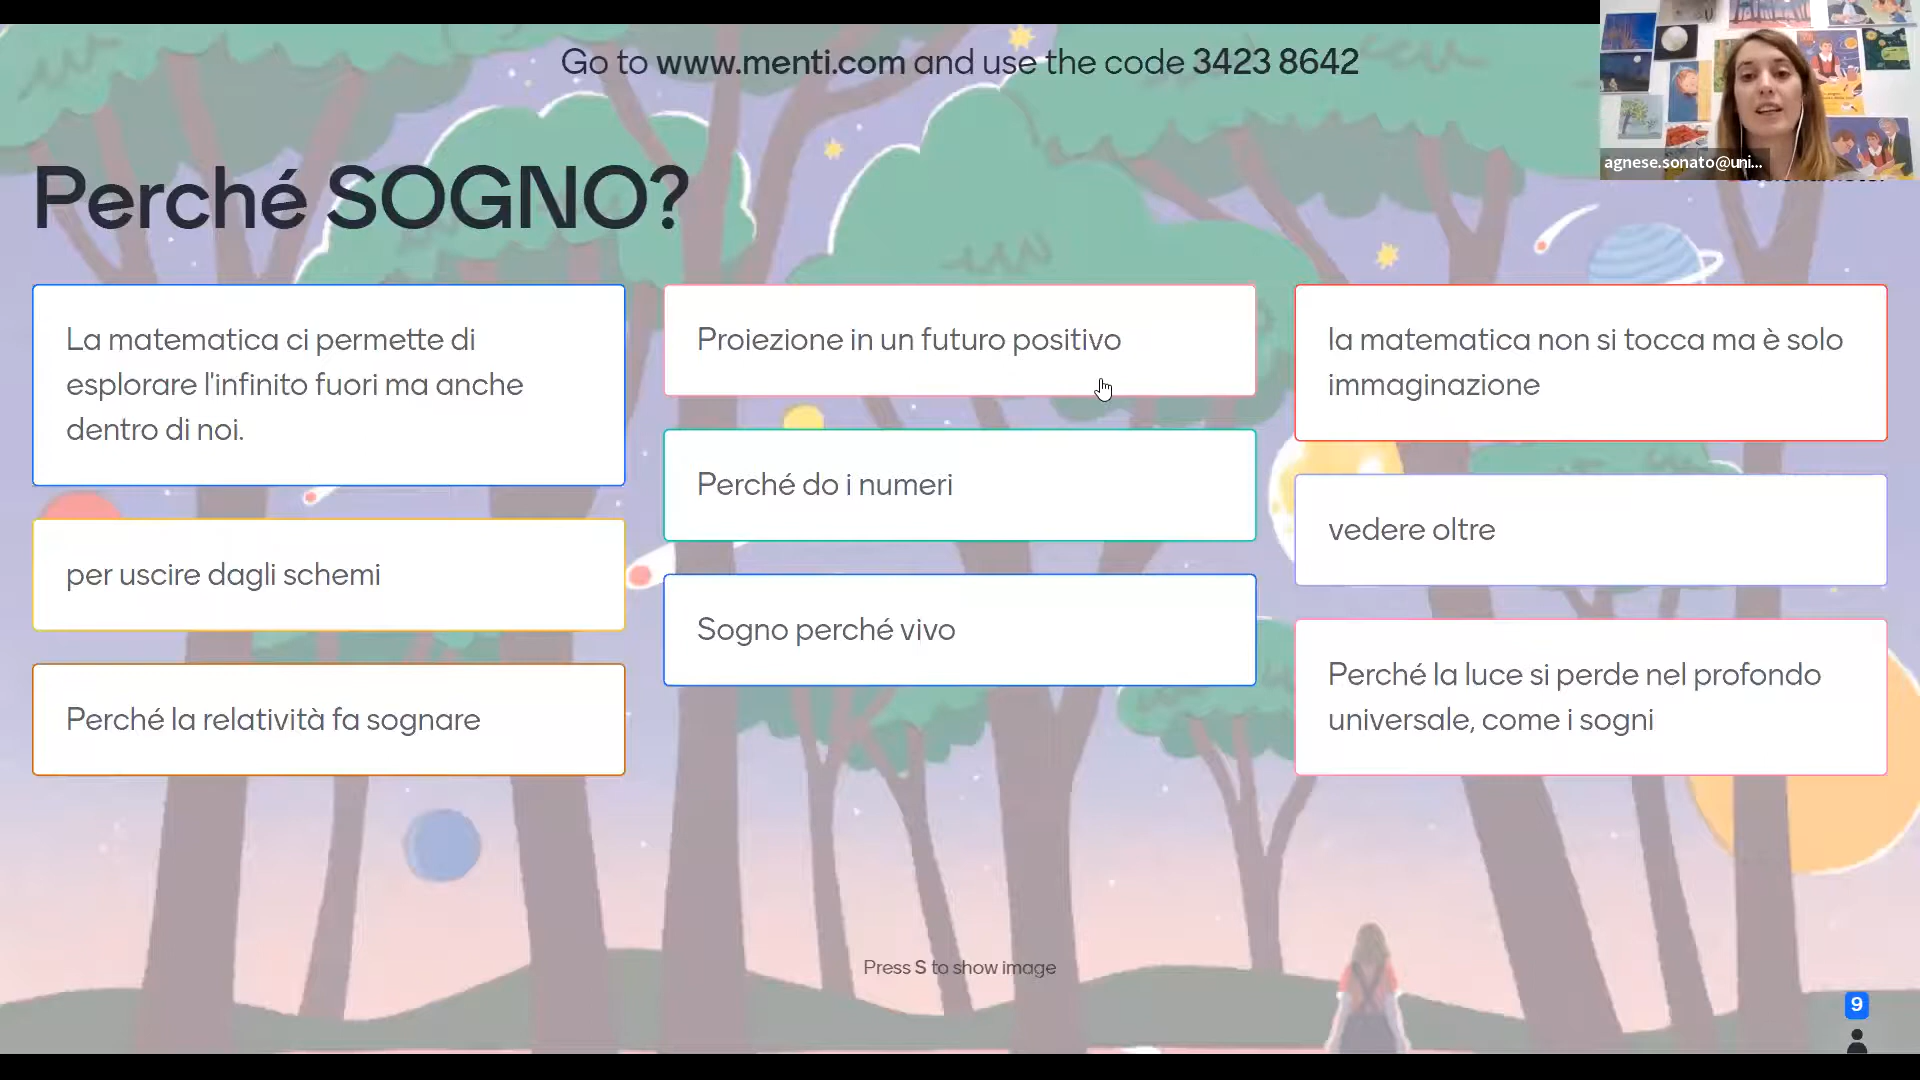 Go to www.menti.com and use the code 3423 8642
agnese.sonato@uni...
Perché SOGNO?
La matematica ci permette di
esplorare l'infinito fuori ma anche
dentro di noi.
per uscire dagli schemi
Perché la relatività fa sognare
Proiezione in un futuro positivo
Perché do i numeri
Sogno perché vivo
la matematica non si tocca ma è solo
immaginazione
vedere oltre
Perché la luce si perde nel profondo
universale, come i sogni
Press S to show image
9